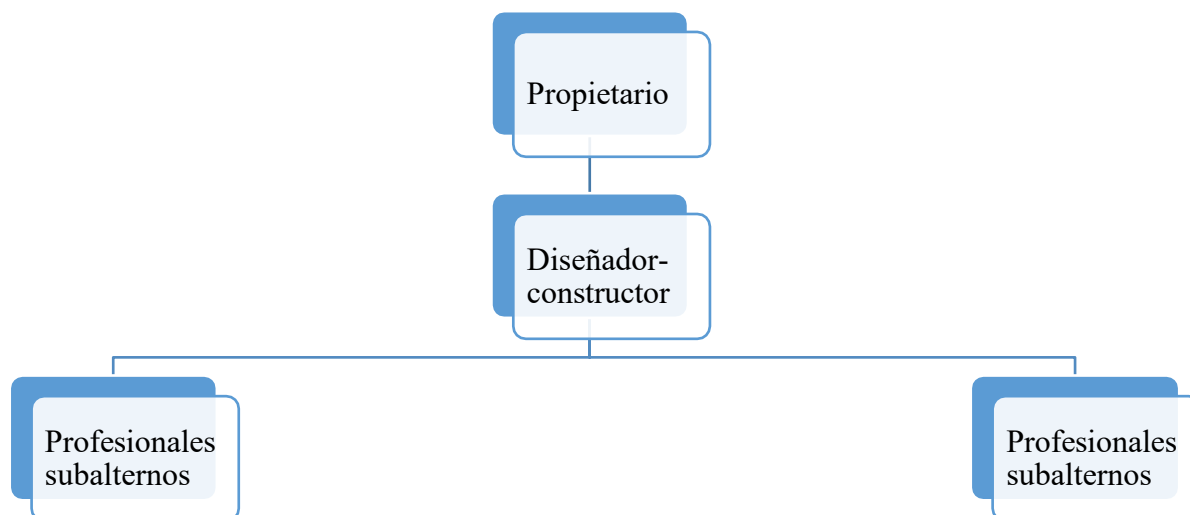 Propietario
Diseñador-
constructor
Profesionales
subalternos
Profesionales
subalternos